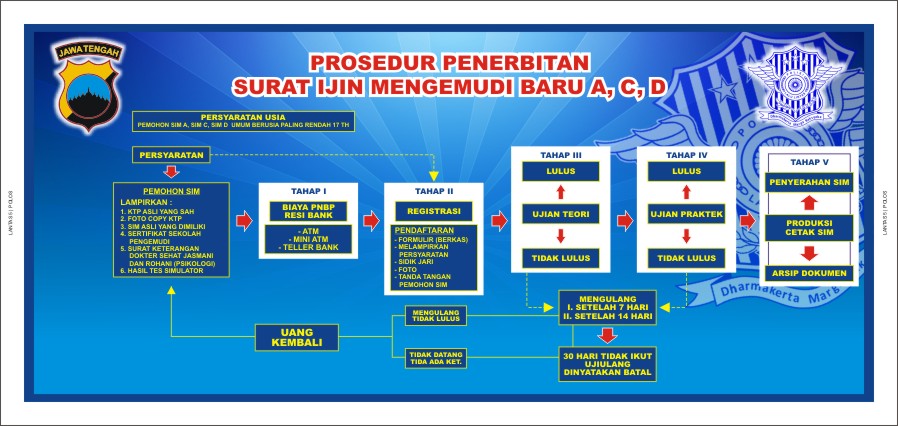 JAWA TENGAH
PROSEDUR PENERBITAN
SURAT IJIN MENGEMUDI BARU A, C, D
PERSYARATAN USIA
PEMOHON SIM A, SIM C, SIM D UMUM BERUSIA PALING RENDAH 17 TH
PERSYARATAN
PEMOHON SIM
LAMPIRKAN :
1. KTP ASLI YANG SAH
2. FOTO COPY KTP
3. SIM ASLI YANG DIMILIKI
4. SERTIFIKAT SEKOLAH
PENGEMUDI
5. SURAT KETERANGAN
DOKTER SEHAT JASMANI
DAN ROHANI (PSIKOLOGI)
6. HASIL TES SIMULATOR
TAHAP I
BIAYA PNBP
RESI BANK
- ATM
- MINI ATM
- TELLER BANK
TAHAP II
REGISTRASI
PENDAFTARAN
- FORMULIR (BERKAS)
- MELAMPIRKAN
PERSYARATAN
- SIDIK JARI
- FOTO
- TANDA TANGAN
PEMOHON SIM
TAHAP III
LULUS
UJIAN TEORI
TIDAK LULUS
TAHAP IV
LULUS
UJIAN PRAKTEK
TIDAK LULUS
TAHAP V
PENYERAHAN SIM
PRODUKSI
CETAK SIM
ARSIP DOKUMEN
MENGULANG
I. SETELAH 7 HARI
II. SETELAH 14 HARI
30 HARI TIDAK IKUT
UJIULANG
DINYATAKAN BATAL
MENGULANG
TIDAK LULUS
TIDAK DATANG
TIDA ADA KET.
UANG
KEMBALI
Dharmakerta Marg
LANTASS | POLOS
LANTASS | POLOS